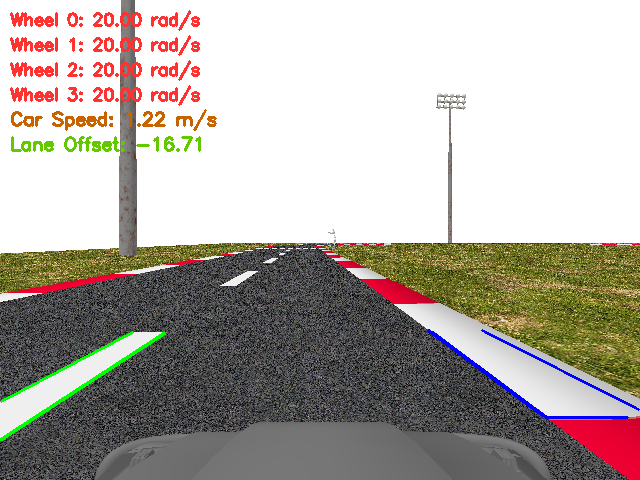 Wheel 0: 20.00 rad/s
Wheel 1: 20.00 rad/s
Wheel 2: 20.00 rad/s
Wheel 3: 20.00 rad/s
Car Speed: 1.22 m/s
Lane Offset: -16.71